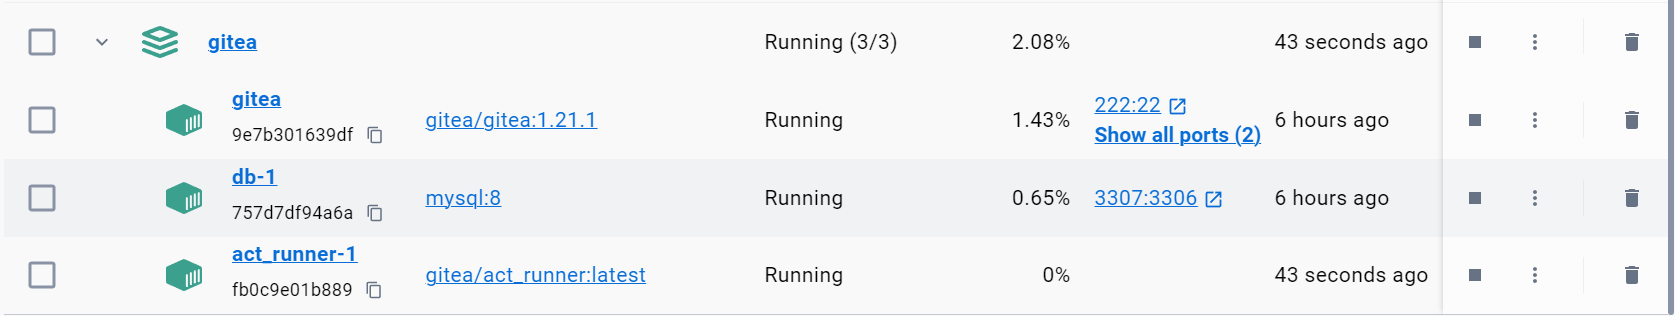 gitea Running (3/3) 2.08% 43 seconds ago
gitea
9e7b301639df
gitea/gitea:1.21.1 Running 1.43%
222:22
Show all ports (2)
6 hours ago
db-1
757d7df94a6a
mysql:8 Running 0.65% 3307:3306 6 hours ago
act_runner-1
fb0c9e01b889
gitea/act_runner:latest Running 0% 43 seconds ago